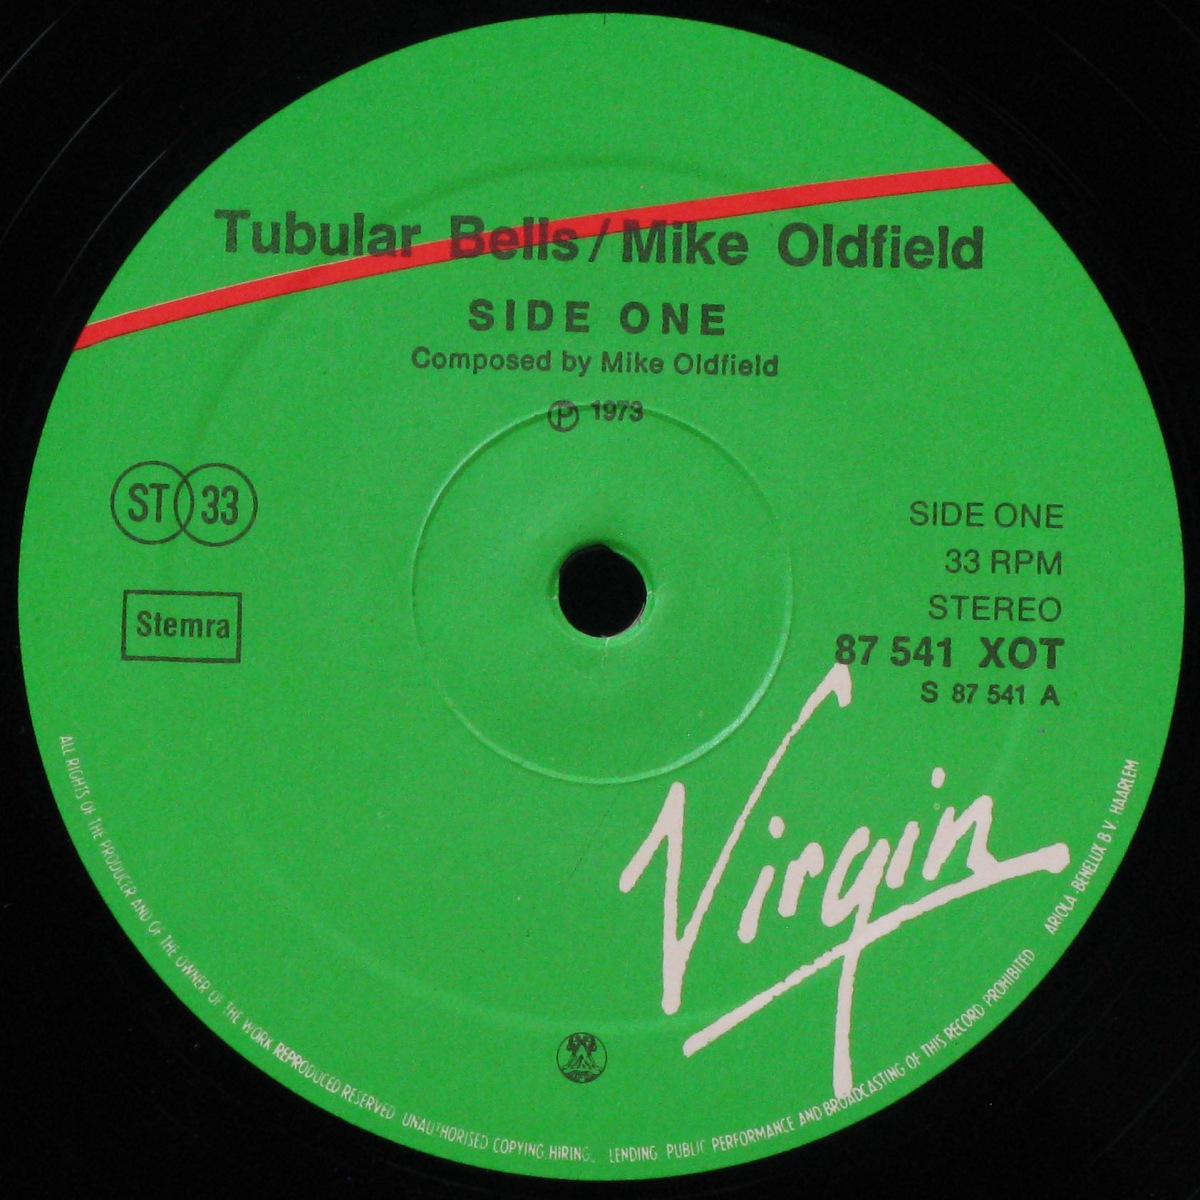 Tubular Bells / Mike Oldfield
SIDE ONE
Composed by Mike Oldfield
Ⓟ 1973
ST 33
Stemra
SIDE ONE
33 RPM
STEREO
87 541 XOT
S 87 541 A
Virgin
ALL RIGHTS OF THE PRODUCER AND OF THE OWNER OF THE WORK REPRODUCED RESERVED UNAUTHORISED COPYING, HIRING, LENDING, PUBLIC PERFORMANCE AND BROADCASTING OF THIS RECORD PROHIBITED ARIOLA-BENELUX B.V. HAARLEM